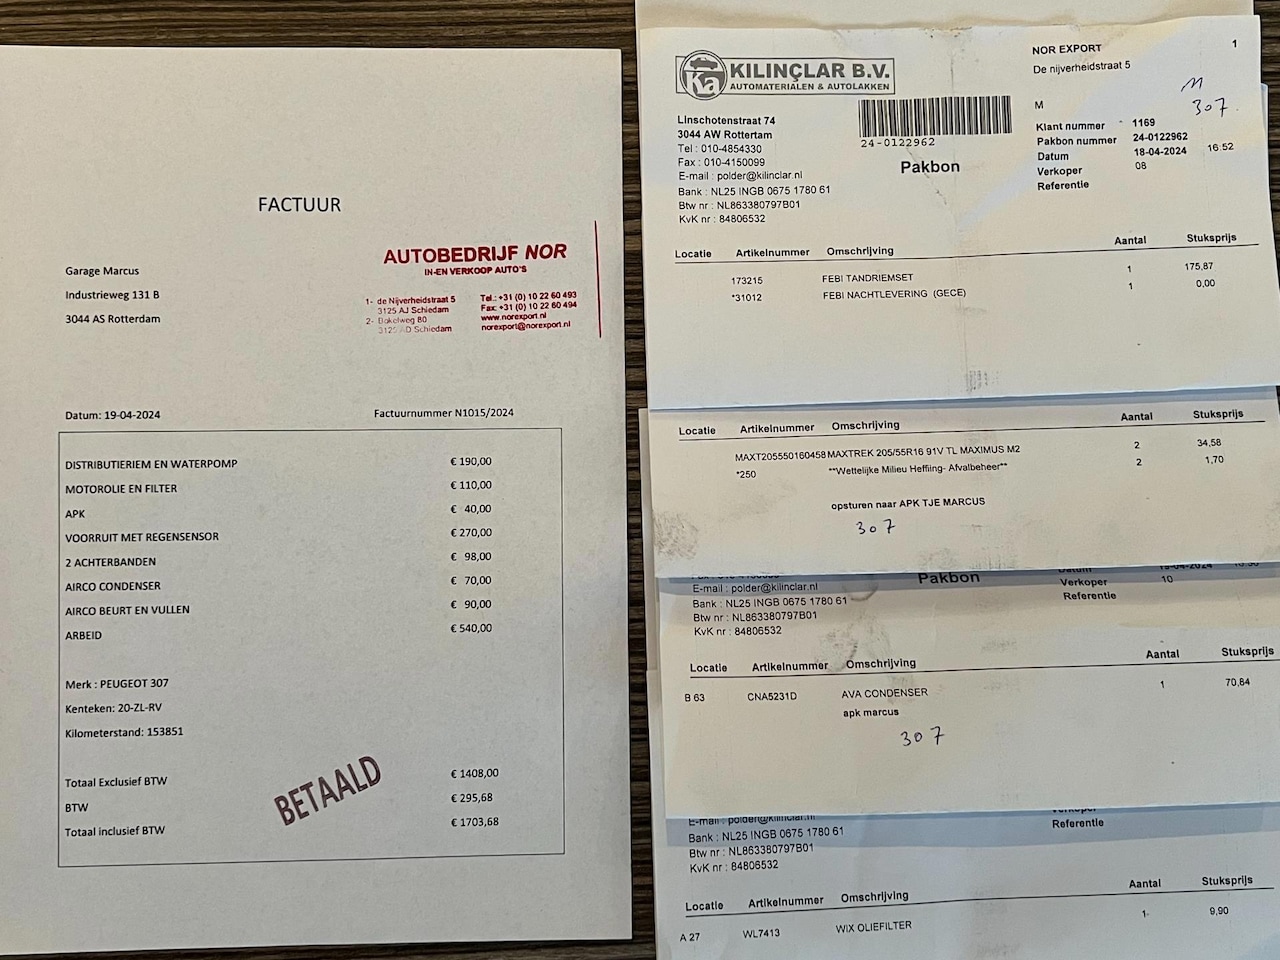 FACTUUR
AUTOBEDRIJF NOR
IN-EN VERKOOP AUTO'S
1- de Nijverheidstraat 5
3125 AJ Schiedam
2- Bokelweg 80
3125 AD Schiedam
Tel.: +31 (0) 10 22 60 493
Fax: +31 (0) 10 22 60 494
www.norexport.nl
norexport@norexport.nl
Garage Marcus
Industrieweg 131 B
3044 AS Rotterdam
Datum: 19-04-2024 Factuurnummer N1015/2024
DISTRIBUTIERIEM EN WATERPOMP € 190,00
MOTOROLIE EN FILTER € 110,00
APK € 40,00
VOORRUIT MET REGENSENSOR € 270,00
2 ACHTERBANDEN € 98,00
AIRCO CONDENSER € 70,00
AIRCO BEURT EN VULLEN € 90,00
ARBEID € 540,00
Merk : PEUGEOT 307
Kenteken: 20-ZL-RV
Kilometerstand: 153851
BETAALD
Totaal Exclusief BTW € 1408,00
BTW € 295,68
Totaal inclusief BTW € 1703,68
Ka
KILINÇLAR B.V.
AUTOMATERIALEN & AUTOLAKKEN
NOR EXPORT 1
De nijverheidstraat 5
M
307
Linschotenstraat 74
3044 AW Rottertam
Tel : 010-4854330
Fax : 010-4150099
E-mail : polder@kilinclar.nl
Bank : NL25 INGB 0675 1780 61
Btw nr : NL863380797B01
KvK nr : 84806532
24-0122962
Pakbon
M
Klant nummer 1169
Pakbon nummer 24-0122962
Datum 18-04-2024 16:52
Verkoper 08
Referentie
Locatie Artikelnummer Omschrijving Aantal Stuksprijs
173215 FEBI TANDRIEMSET 1 175,87
*31012 FEBI NACHTLEVERING (GECE) 1 0,00
Locatie Artikelnummer Omschrijving Aantal Stuksprijs
MAXT205550160458 MAXTREK 205/55R16 91V TL MAXIMUS M2 2 34,58
*250 **Wettelijke Milieu Heffiing- Afvalbeheer** 2 1,70
opsturen naar APK TJE MARCUS
307
Pakbon
E-mail : polder@kilinclar.nl
Bank : NL25 INGB 0675 1780 61
Btw nr : NL863380797B01
KvK nr : 84806532
Verkoper 10
Referentie
Locatie Artikelnummer Omschrijving Aantal Stuksprijs
B 63 CNA5231D AVA CONDENSER 1 70,84
apk marcus
307
E-mail : polder@kilinclar.nl
Bank : NL25 INGB 0675 1780 61
Btw nr : NL863380797B01
KvK nr : 84806532
Verkoper
Referentie
Locatie Artikelnummer Omschrijving Aantal Stuksprijs
A 27 WL7413 WIX OLIEFILTER 1 9,90